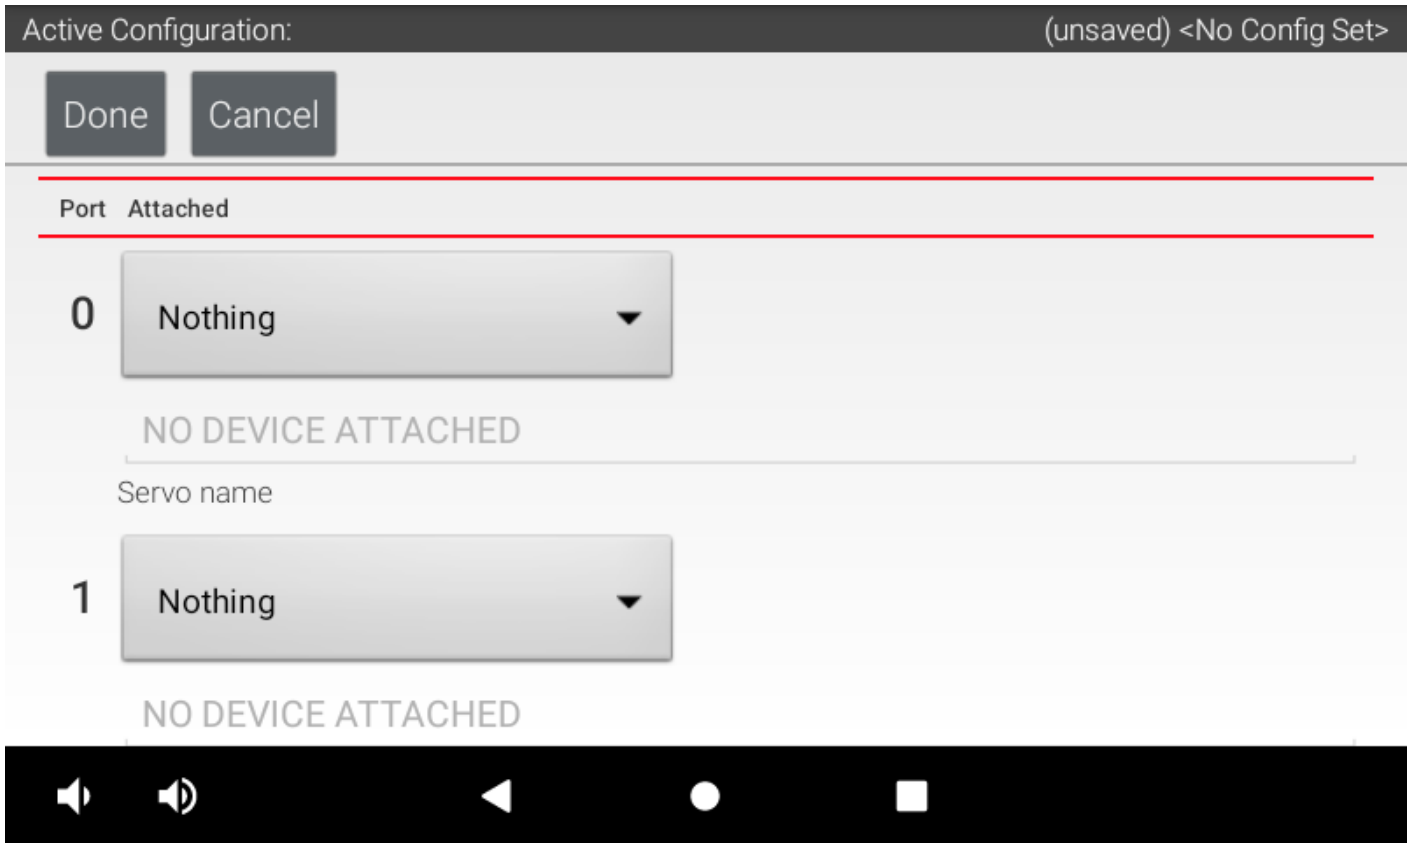 Active Configuration: (unsaved) <No Config Set>
Done Cancel
Port Attached
0 Nothing
NO DEVICE ATTACHED
Servo name
1 Nothing
NO DEVICE ATTACHED